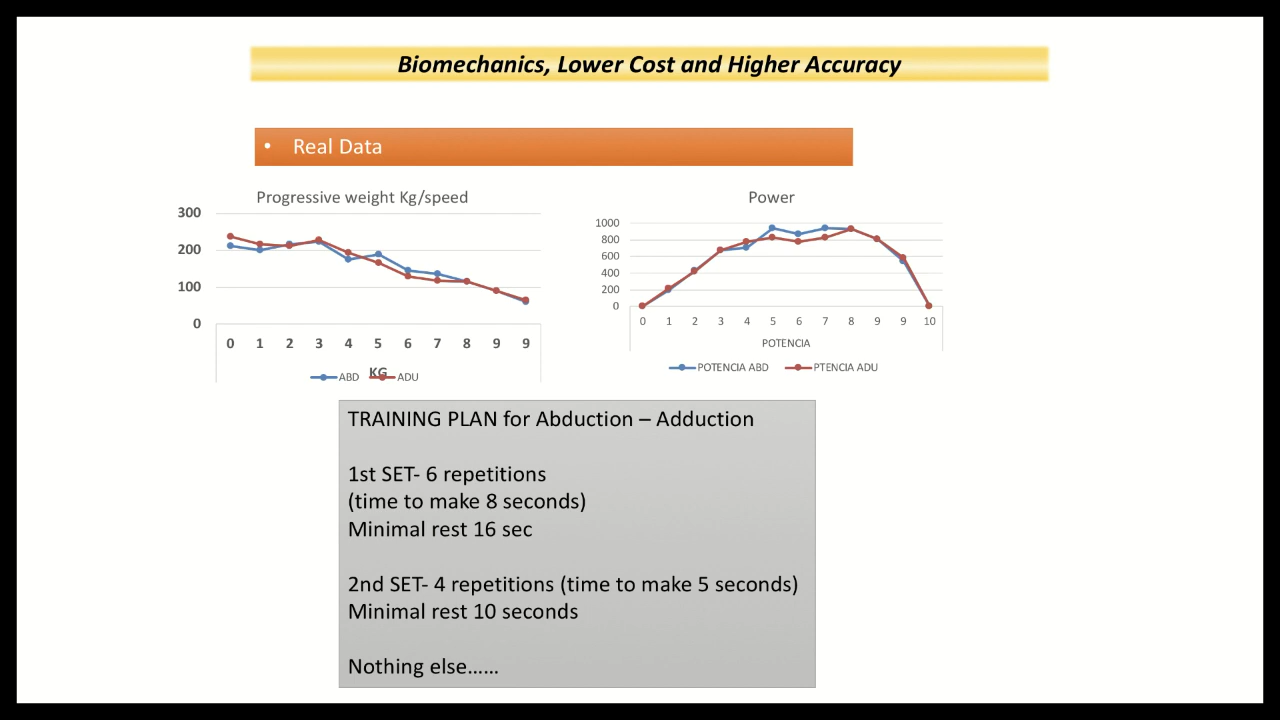 Biomechanics, Lower Cost and Higher Accuracy
• Real Data
Progressive weight Kg/speed
300
200
100
0
0 1 2 3 4 5 6 7 8 9 9
KG
ABD ADU
Power
1000
800
600
400
200
0
0 1 2 3 4 5 6 7 8 9 9 10
POTENCIA
POTENCIA ABD PTENCIA ADU
TRAINING PLAN for Abduction – Adduction
1st SET- 6 repetitions
(time to make 8 seconds)
Minimal rest 16 sec
2nd SET- 4 repetitions (time to make 5 seconds)
Minimal rest 10 seconds
Nothing else......